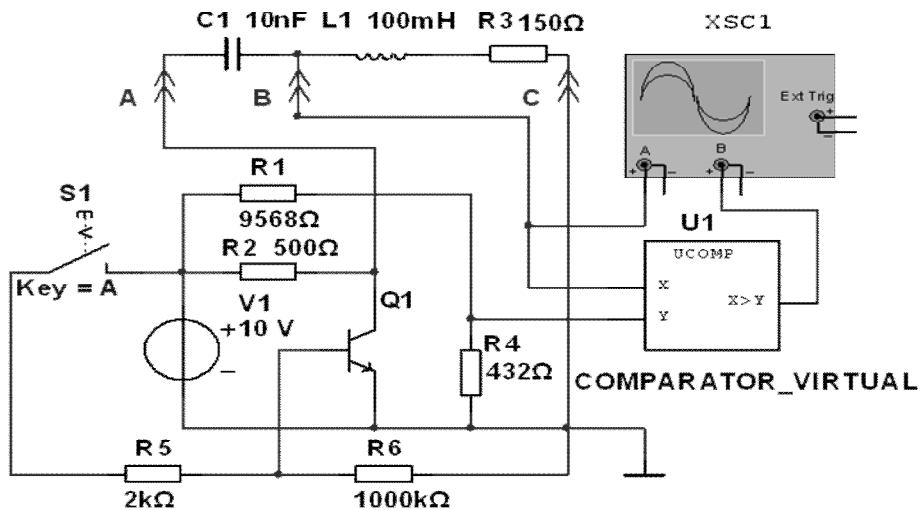 C1 10nF L1 100mH R3 150Ω
XSC1
A B C
Ext Trig
+
−
A B
+ − + −
R1
9568Ω
S1
Key = A
R2 500Ω
V1
+10 V
−
Q1
U1
UCOMP
X
Y
X>Y
R4
432Ω
COMPARATOR_VIRTUAL
R5
2kΩ
R6
1000kΩ